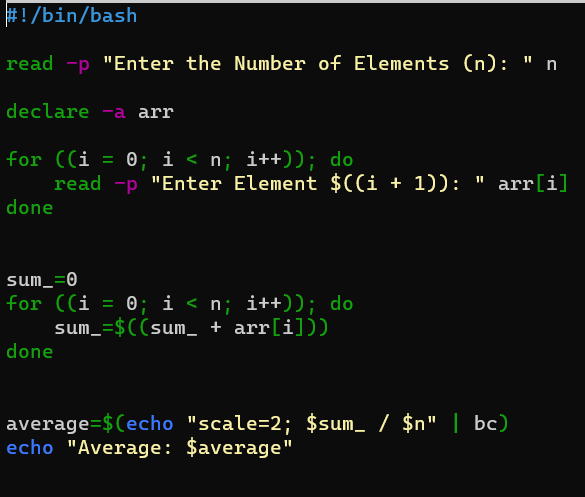 #!/bin/bash
read -p "Enter the Number of Elements (n): " n
declare -a arr
for ((i = 0; i < n; i++)); do
    read -p "Enter Element $((i + 1)): " arr[i]
done
sum_=0
for ((i = 0; i < n; i++)); do
    sum_=$((sum_ + arr[i]))
done
average=$(echo "scale=2; $sum_ / $n" | bc)
echo "Average: $average"